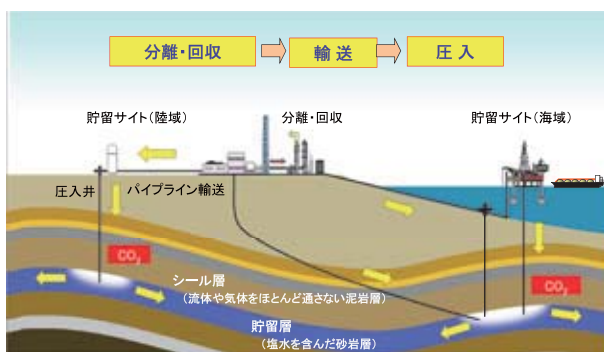 分離・回収
輸送
圧入
貯留サイト(陸域)
分離・回収
貯留サイト(海域)
圧入井
パイプライン輸送
CO₂
シール層
(流体や気体をほとんど通さない泥岩層)
CO₂
貯留層
(塩水を含んだ砂岩層)